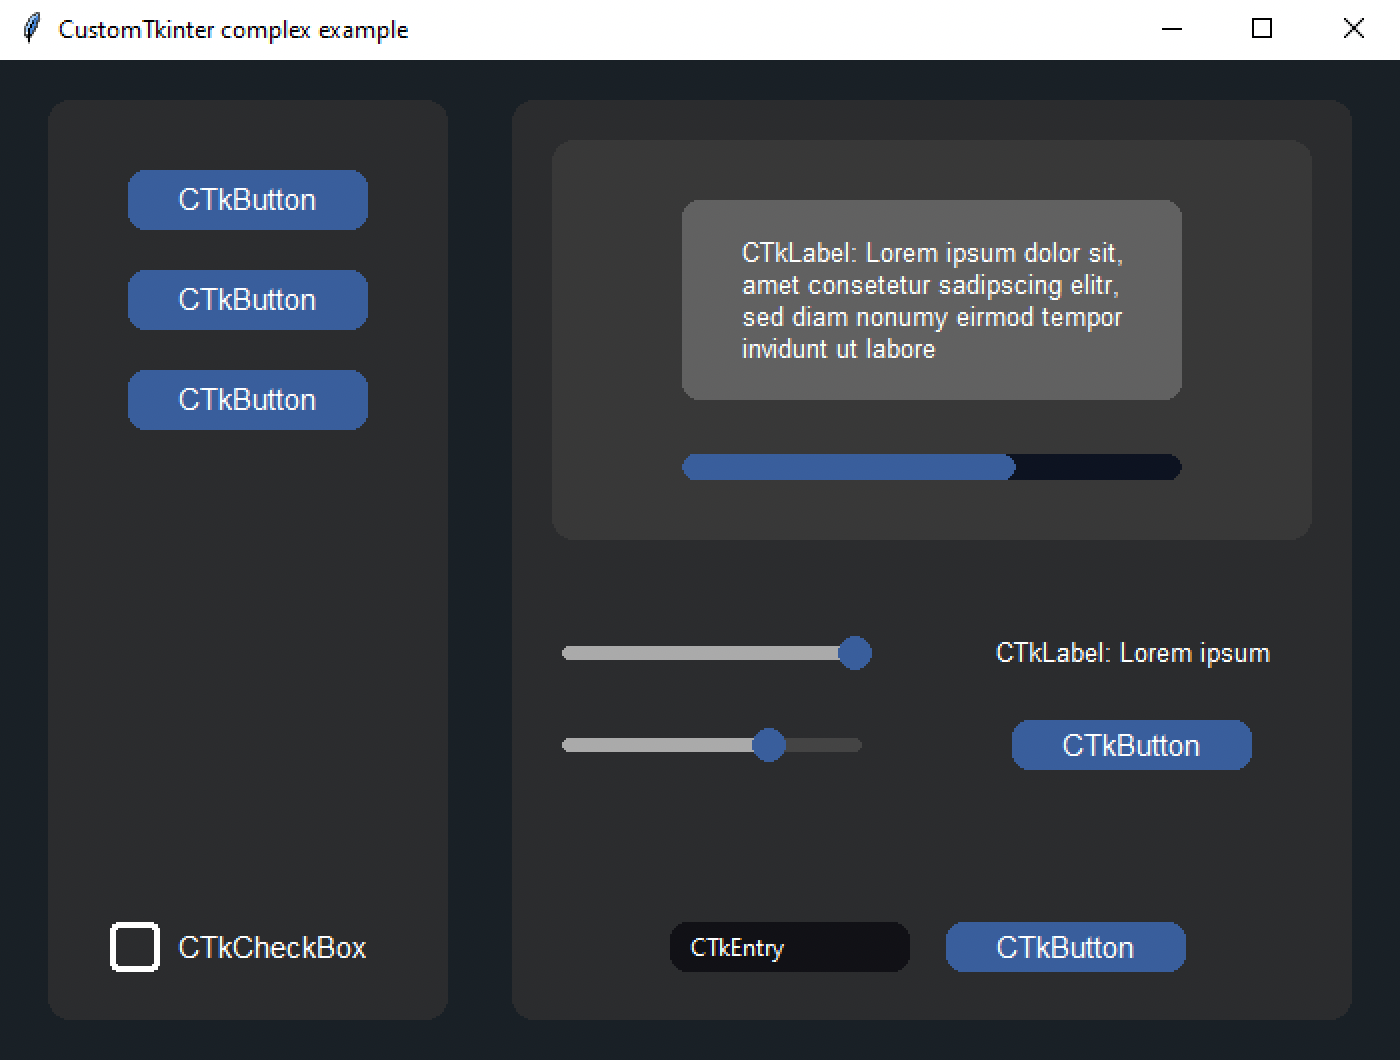 CustomTkinter complex example
CTkButton
CTkButton
CTkButton
CTkCheckBox
CTkLabel: Lorem ipsum dolor sit,
amet consetetur sadipscing elitr,
sed diam nonumy eirmod tempor
invidunt ut labore
CTkLabel: Lorem ipsum
CTkButton
CTkEntry
CTkButton